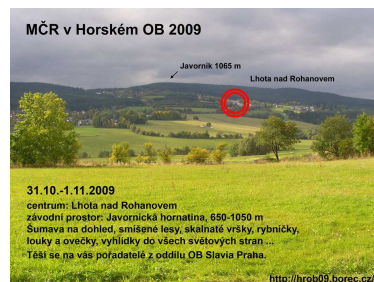 MČR v Horském OB 2009
Javorník 1065 m
Lhota nad Rohanovem
31.10.-1.11.2009
centrum: Lhota nad Rohanovem
závodní prostor: Javornická hornatina, 650-1050 m
Šumava na dohled, smíšené lesy, skalnaté vršky, rybníčky,
louky a ovečky, vyhlídky do všech světových stran ...
Těší se na vás pořadatelé z oddílu OB Slavia Praha.
http://hrob09.borec.cz/